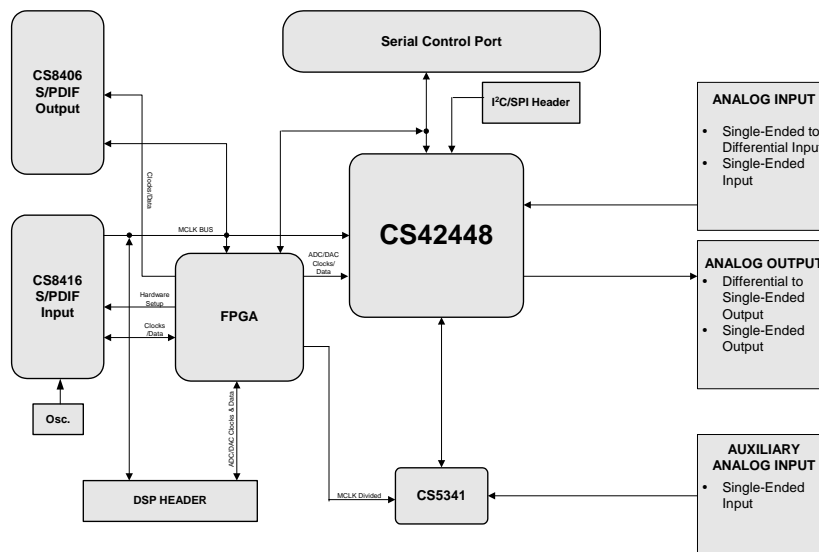 CS8406
S/PDIF
Output
Serial Control Port
I²C/SPI Header
ANALOG INPUT
• Single-Ended to
Differential Input
• Single-Ended
Input
Clocks/Data
MCLK BUS
CS42448
CS8416
S/PDIF
Input
ADC/DAC
Clocks/
Data
ANALOG OUTPUT
• Differential to
Single-Ended
Output
• Single-Ended
Output
Hardware
Setup
FPGA
Clocks
/Data
Osc.
ADC/DAC Clocks & Data
AUXILIARY
ANALOG INPUT
• Single-Ended
Input
DSP HEADER
MCLK Divided
CS5341